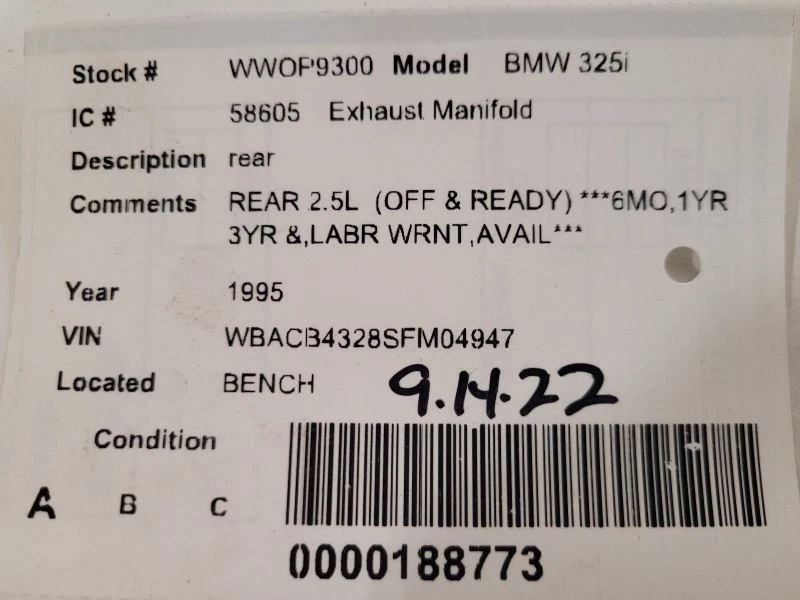 Stock # WWOP9300 Model BMW 325i
IC # 58605 Exhaust Manifold
Description rear
Comments REAR 2.5L (OFF & READY) ***6MO,1YR
3YR &,LABR WRNT,AVAIL***
Year 1995
VIN WBACB4328SFM04947
Located BENCH 9.14.22
Condition
A B C
0000188773